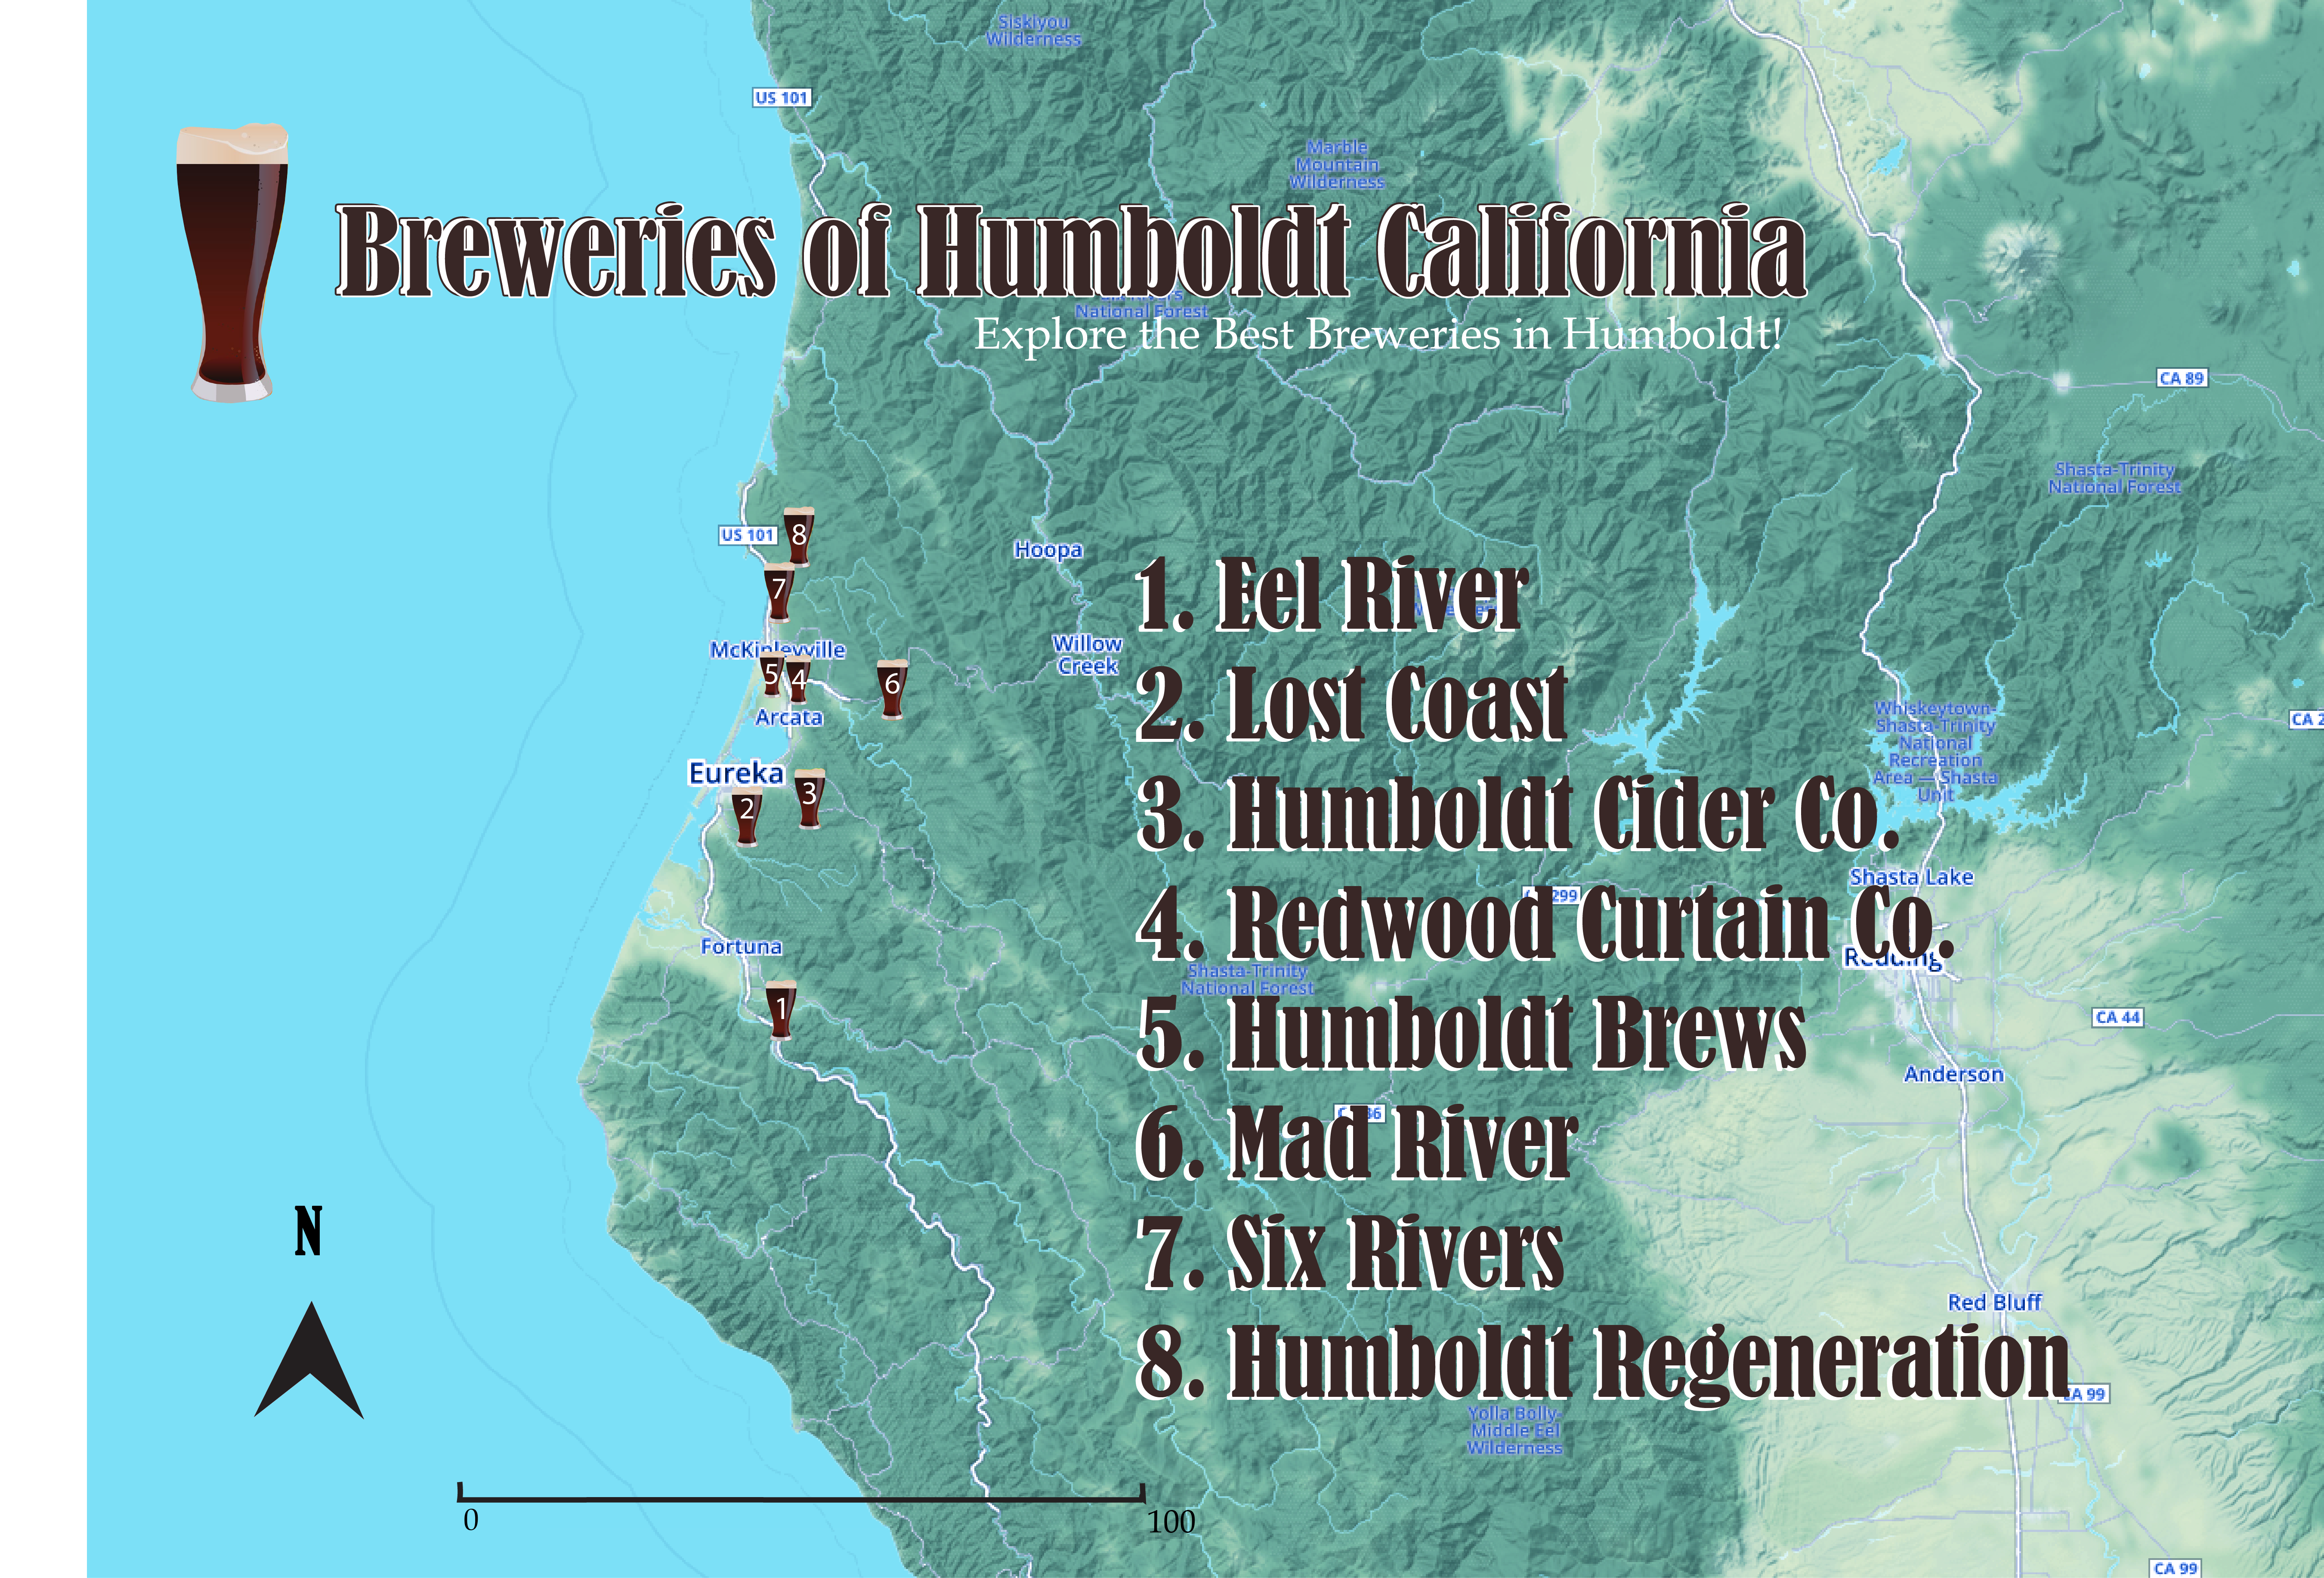 Siskiyou
Wilderness
US 101
Marble
Mountain
Wilderness
Breweries of Humboldt California
National Forest
Explore the Best Breweries in Humboldt!
CA 89
Shasta-Trinity
National Forest
8
US 101
7
Hoopa
McKinleyville
Willow
Creek
5
4
6
Arcata
Eureka
3
2
Fortuna
1
1. Eel River
2. Lost Coast
3. Humboldt Cider Co.
4. Redwood Curtain Co.
5. Humboldt Brews
6. Mad River
7. Six Rivers
8. Humboldt Regeneration
Whiskeytown-
Shasta-Trinity
National
Recreation
Area — Shasta
Unit
CA 2
Shasta Lake
299
Redding
Shasta-Trinity
National Forest
CA 44
Anderson
Red Bluff
CA 99
Yolla Bolly-
Middle Eel
Wilderness
N
0
100
CA 99